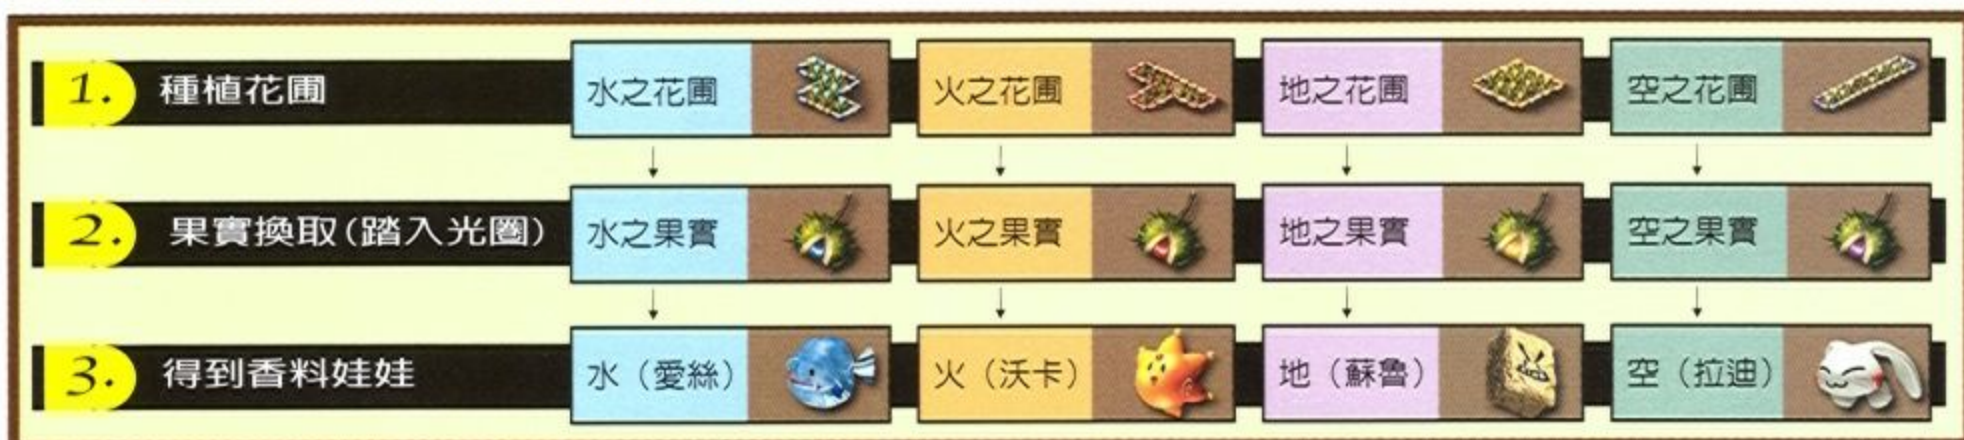 1. 種植花圃 水之花圃 火之花圃 地之花圃 空之花圃
2. 果實換取(踏入光圈) 水之果實 火之果實 地之果實 空之果實
3. 得到香料娃娃 水（愛絲） 火（沃卡） 地（蘇魯） 空（拉迪）